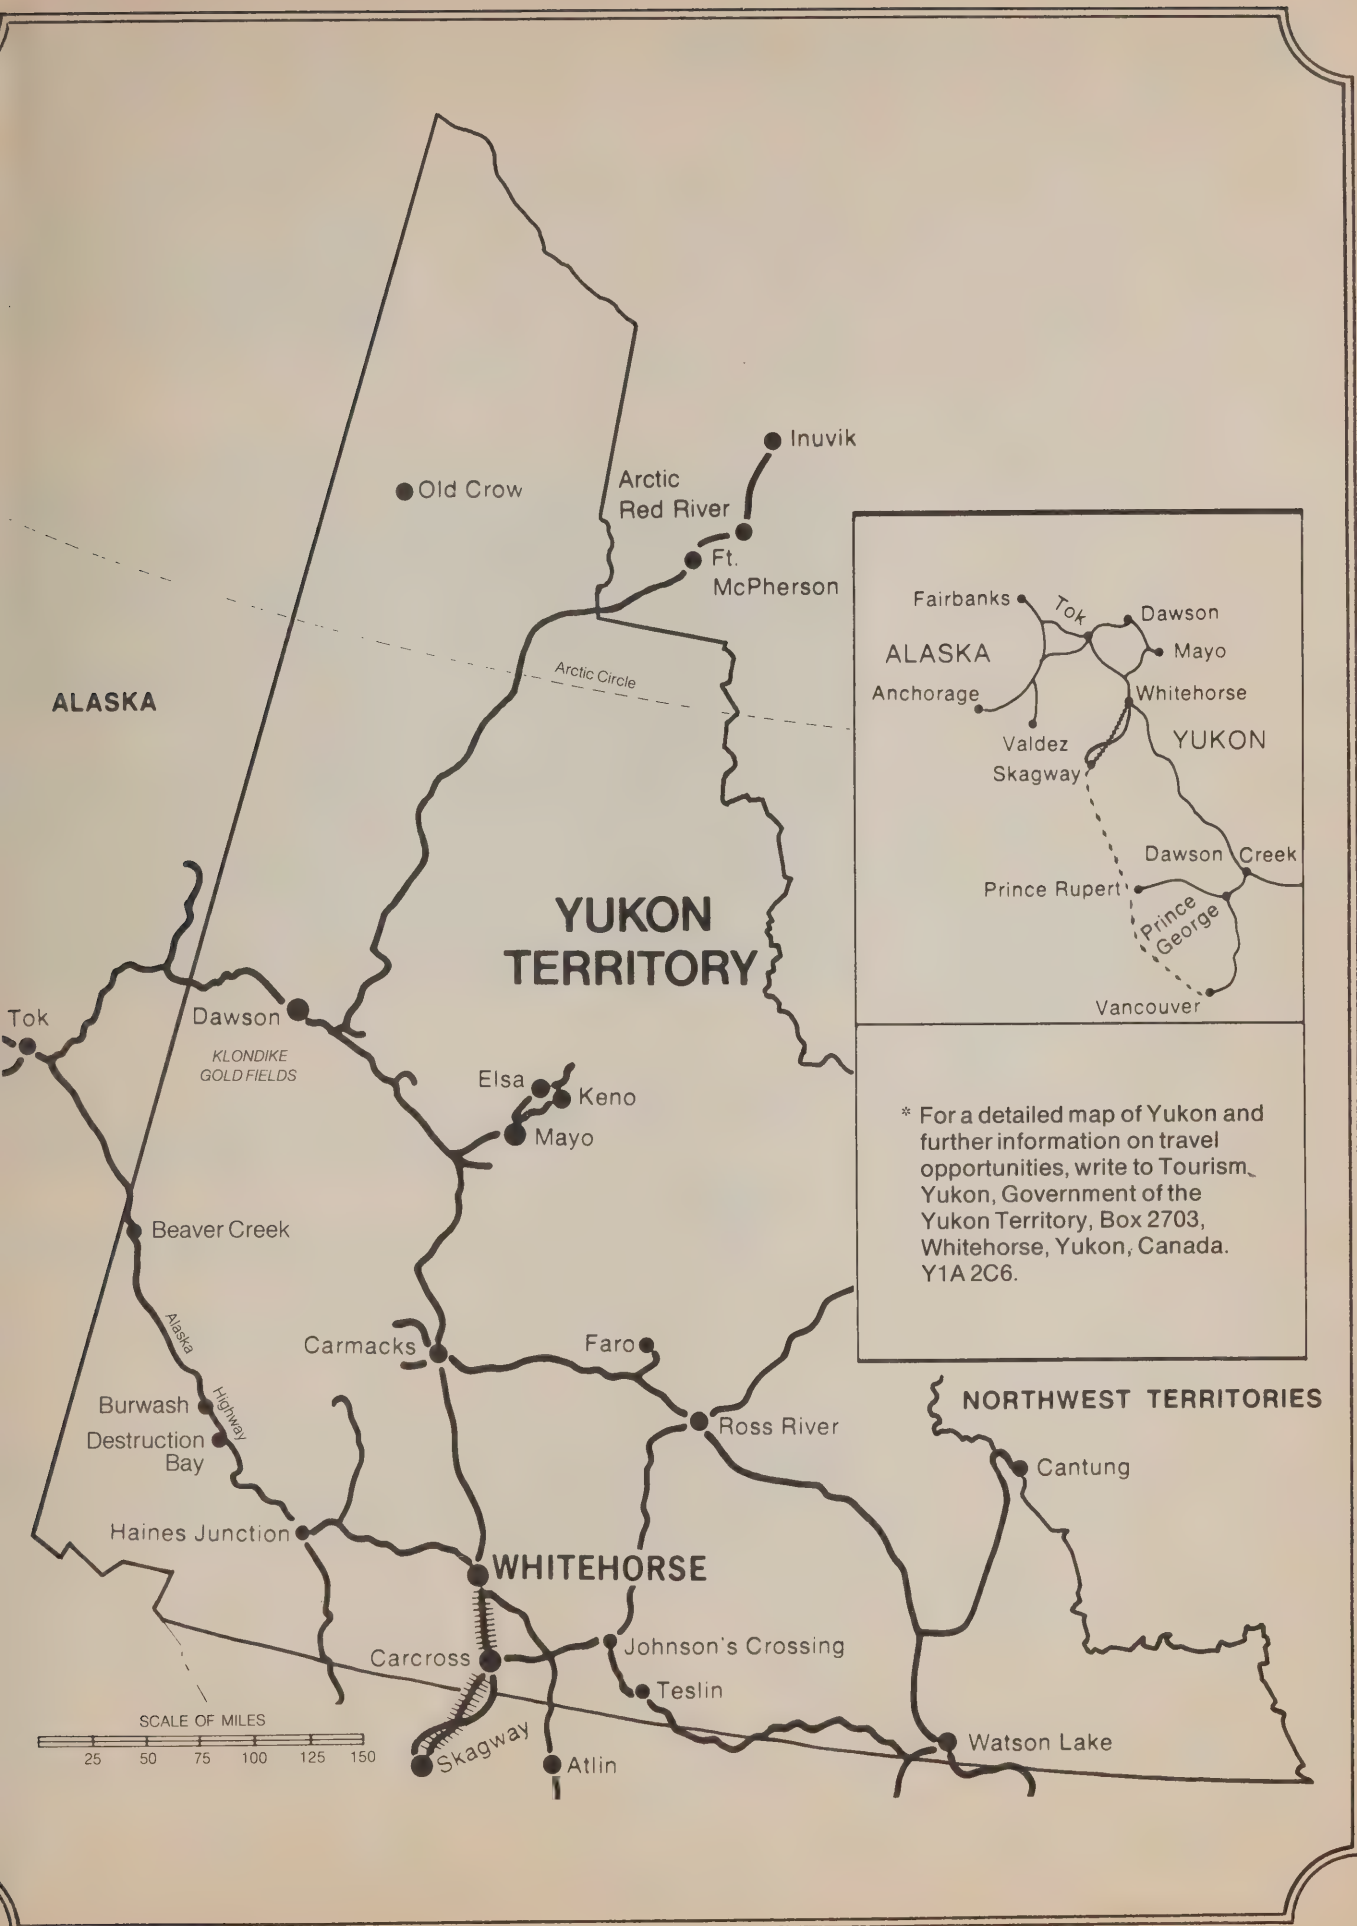 Inuvik
Arctic
Red River
Old Crow
Ft.
McPherson
Arctic Circle
ALASKA
YUKON
TERRITORY
Tok
Dawson
KLONDIKE
GOLD FIELDS
Elsa
Keno
Mayo
Beaver Creek
Alaska
Highway
Carmacks
Faro
Burwash
Destruction
Bay
Ross River
Haines Junction
WHITEHORSE
Carcross
Johnson's Crossing
Teslin
Skagway
Atlin
Watson Lake
NORTHWEST TERRITORIES
Cantung
SCALE OF MILES
25 50 75 100 125 150
Fairbanks
Tok
Dawson
ALASKA
Mayo
Anchorage
Whitehorse
Valdez
YUKON
Skagway
Dawson Creek
Prince Rupert
Prince
George
Vancouver
* For a detailed map of Yukon and
further information on travel
opportunities, write to Tourism
Yukon, Government of the
Yukon Territory, Box 2703,
Whitehorse, Yukon, Canada.
Y1A 2C6.